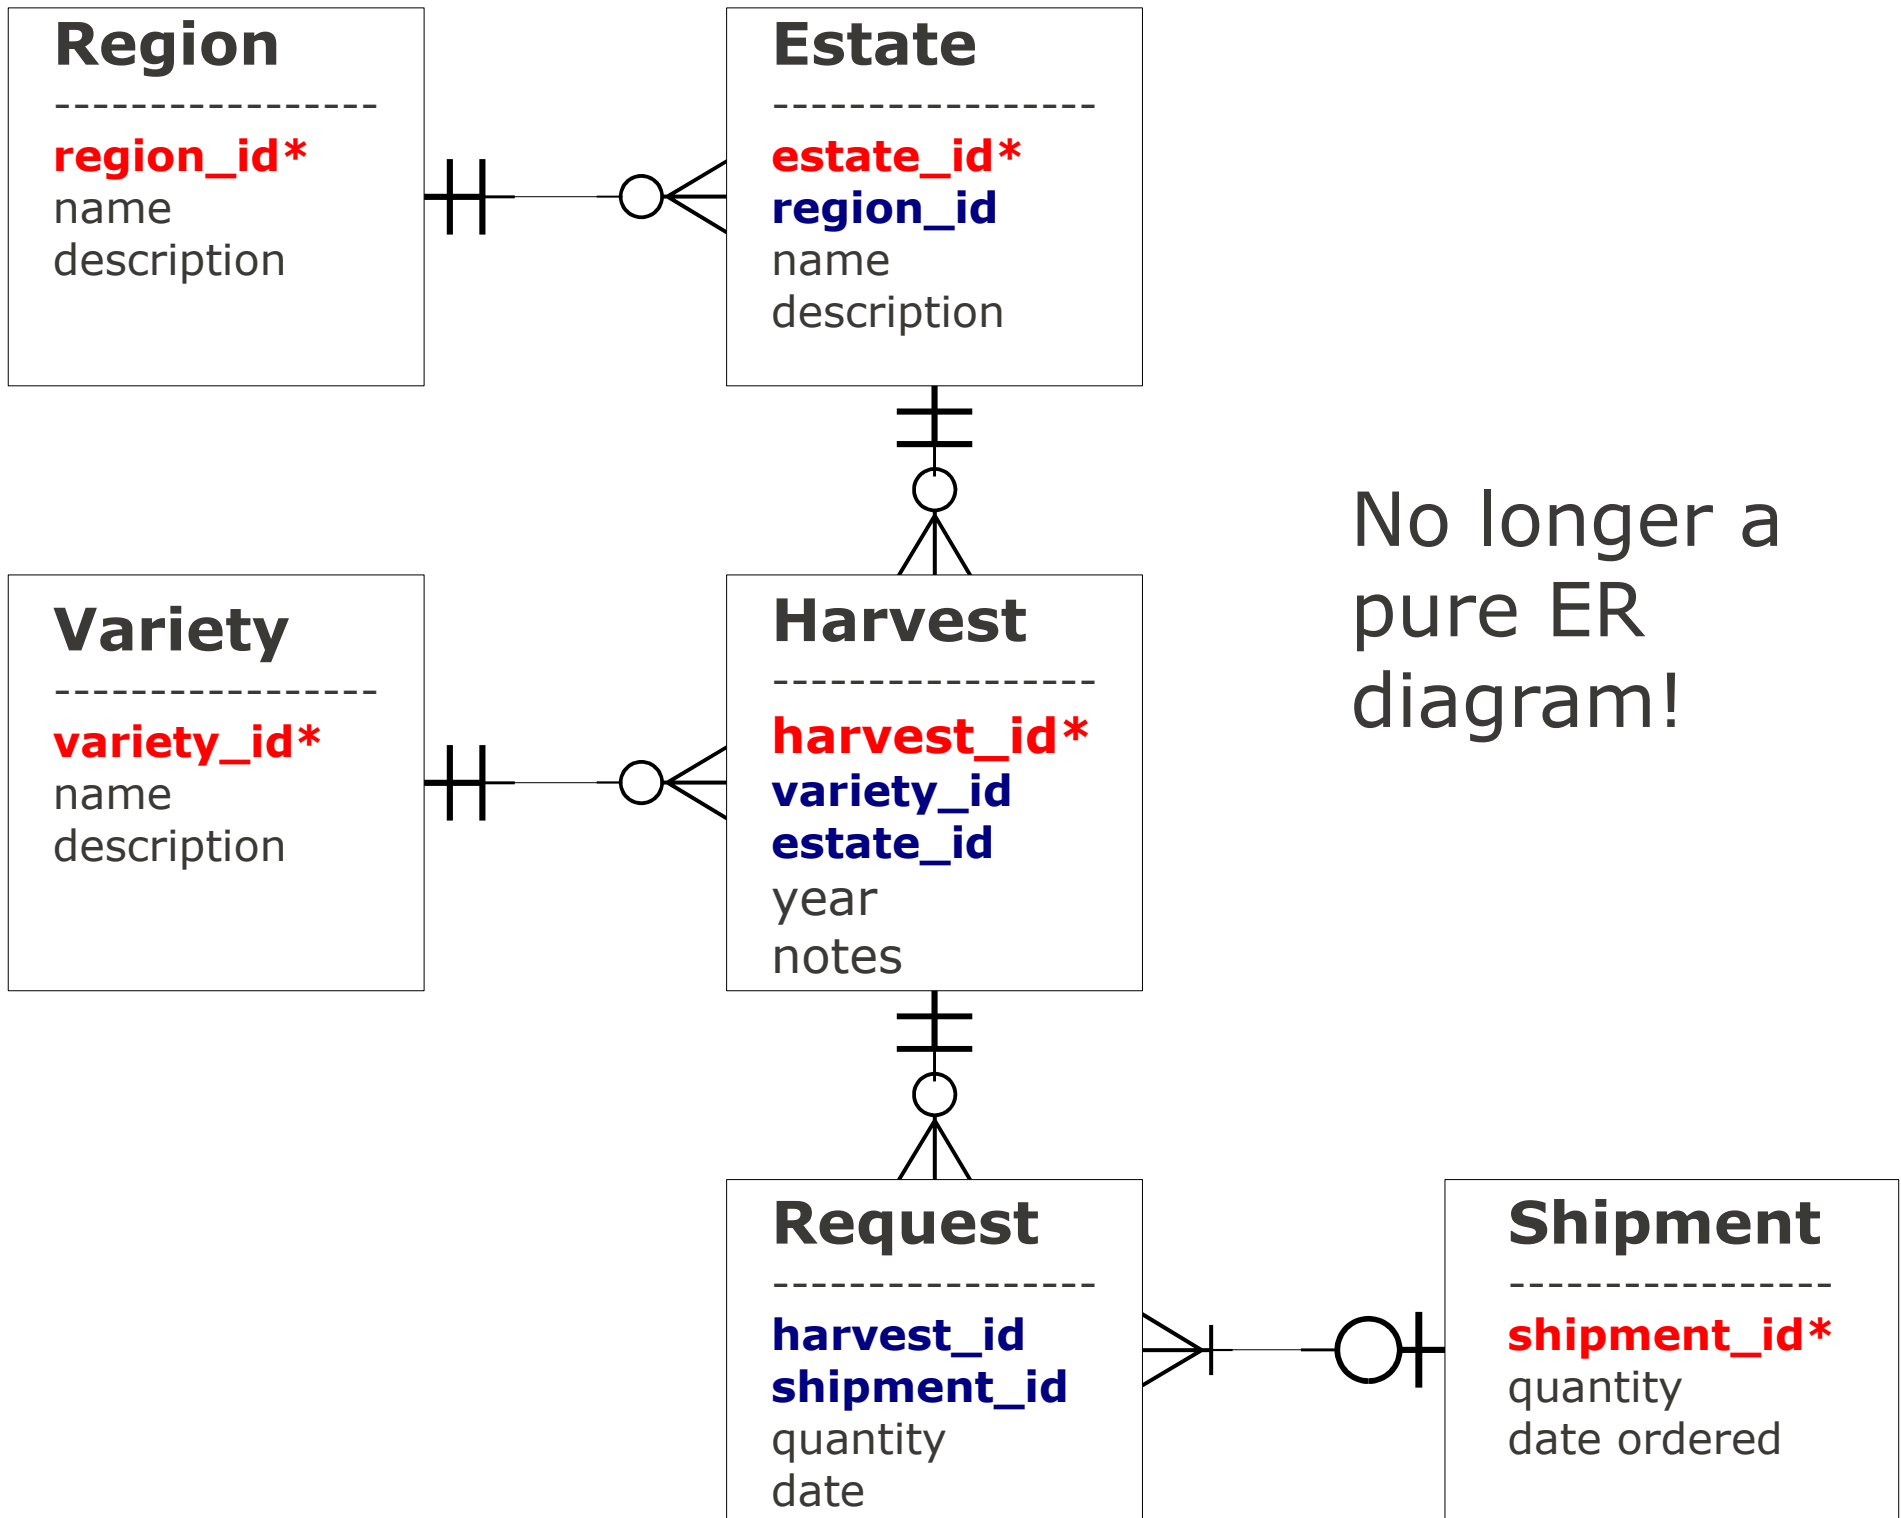 Region
-----------------
region_id*
name
description
Estate
-----------------
estate_id*
region_id
name
description
No longer a
pure ER
diagram!
Variety
-----------------
variety_id*
name
description
Harvest
-----------------
harvest_id*
variety_id
estate_id
year
notes
Request
-----------------
harvest_id
shipment_id
quantity
date
Shipment
-----------------
shipment_id*
quantity
date ordered